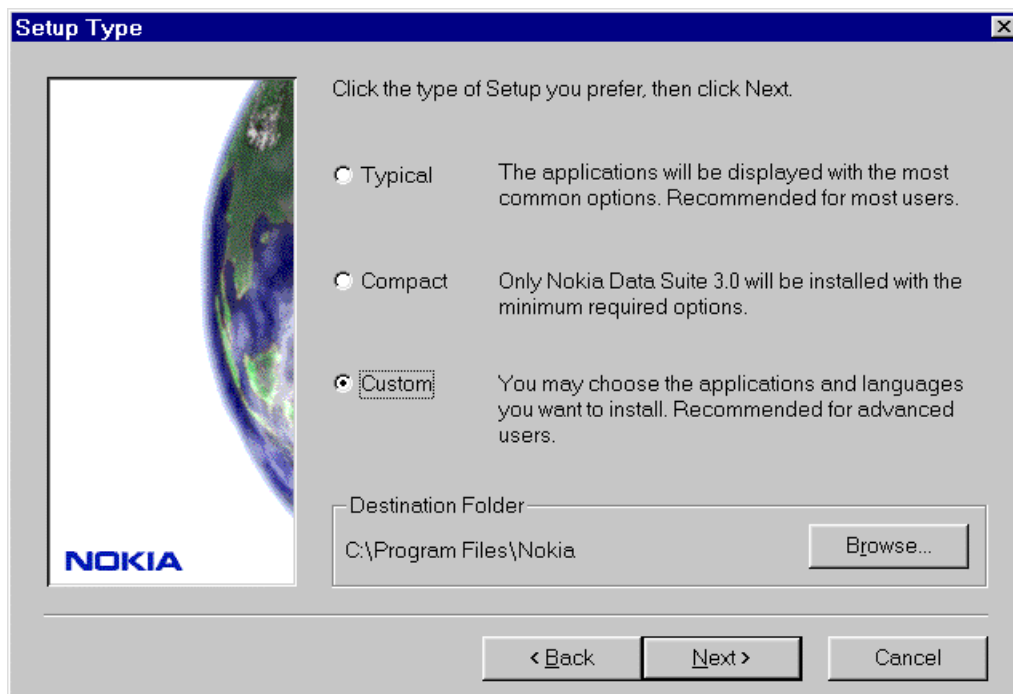 Setup Type
Click the type of Setup you prefer, then click Next.
Typical
The applications will be displayed with the most
common options. Recommended for most users.
Compact
Only Nokia Data Suite 3.0 will be installed with the
minimum required options.
Custom
You may choose the applications and languages
you want to install. Recommended for advanced
users.
Destination Folder
C:\Program Files\Nokia
Browse...
NOKIA
< Back
Next >
Cancel